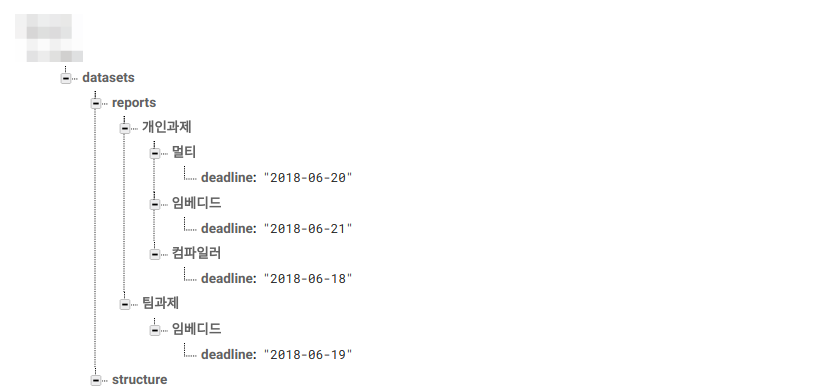 datasets
reports
개인과제
멀티
deadline: "2018-06-20"
임베디드
deadline: "2018-06-21"
컴파일러
deadline: "2018-06-18"
팀과제
임베디드
deadline: "2018-06-19"
structure